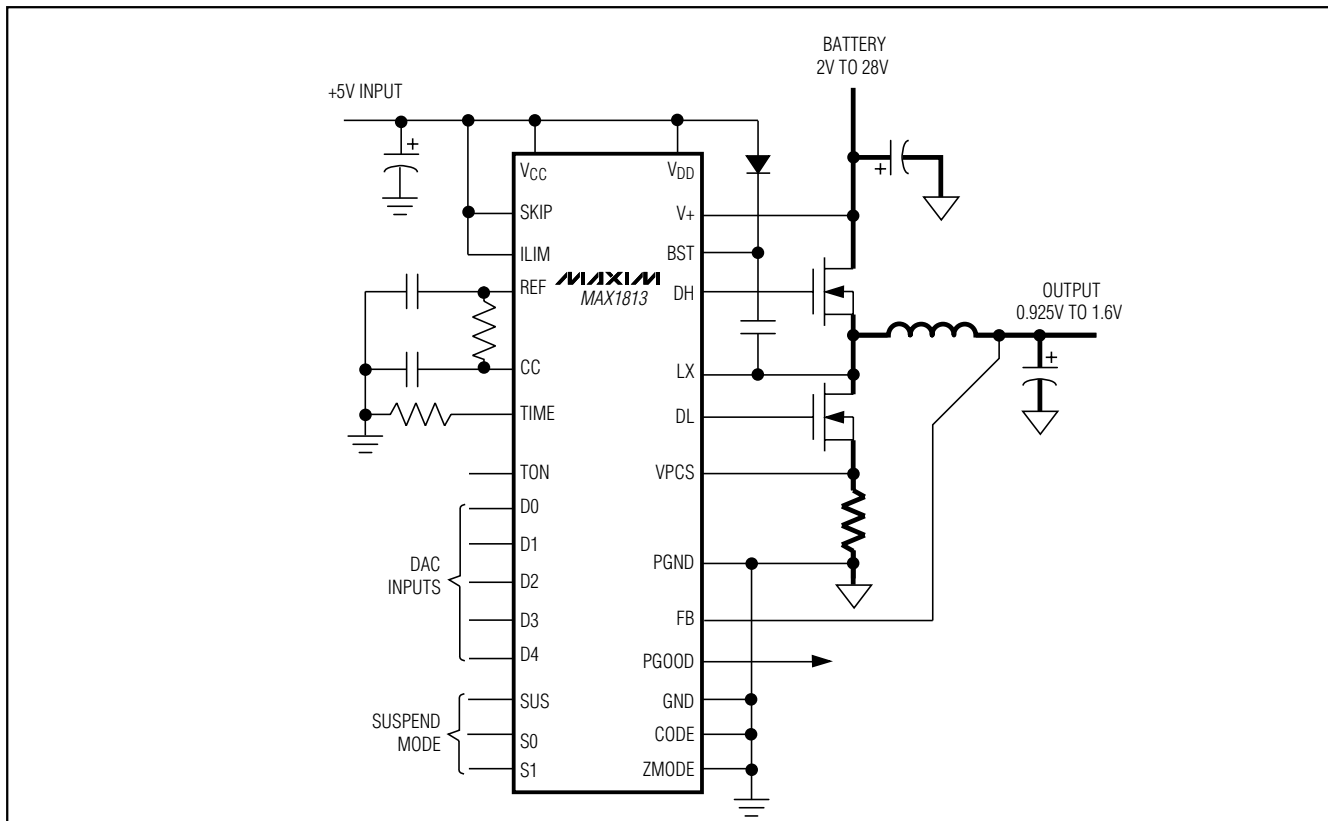 BATTERY
2V TO 28V
+5V INPUT
VCC
VDD
SKIP
V+
ILIM
BST
REF
MAXIM
MAX1813
DH
OUTPUT
0.925V TO 1.6V
CC
LX
TIME
DL
TON
VPCS
D0
D1
DAC
INPUTS
D2
D3
D4
PGND
FB
PGOOD
SUS
SUSPEND
MODE
S0
S1
GND
CODE
ZMODE
+
+
+